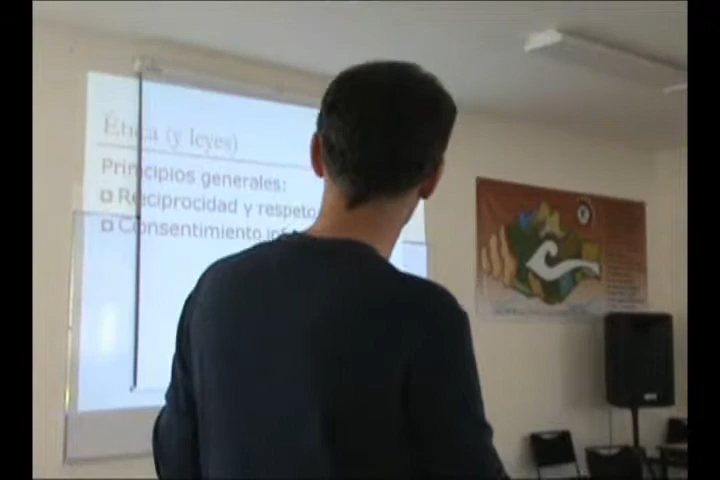 Ética (y leyes)
Principios generales:
Reciprocidad y respeto
Consentimiento